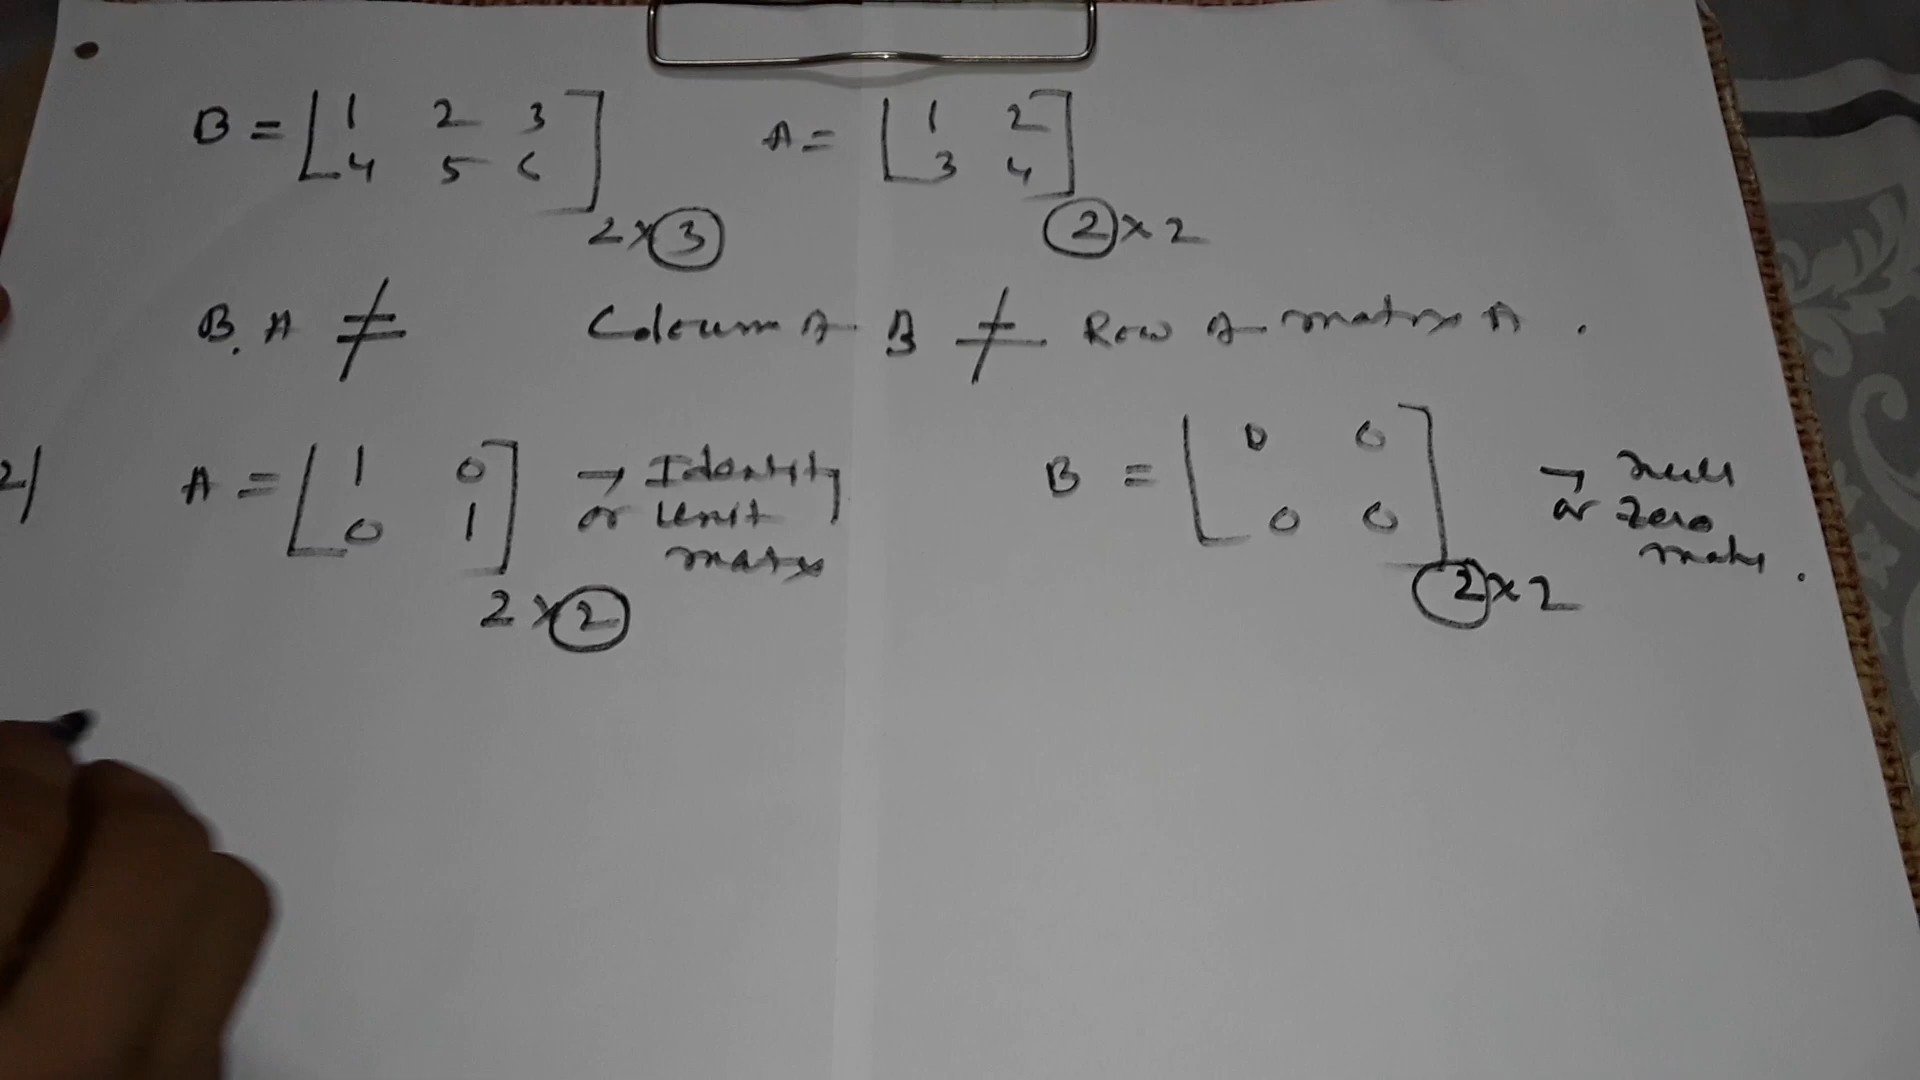 B = [ 1 2 3 A = [ 1 2
4 5 6 ] 2×3 3 4 ] 2×2
B.A ≠ Coloum of B ≠ Row of matrix A.
2) A = [ 1 0 → Identity B = [ 0 0 → null
0 1 ] or Unit 0 0 ] or zero
2×2 matrx 2×2